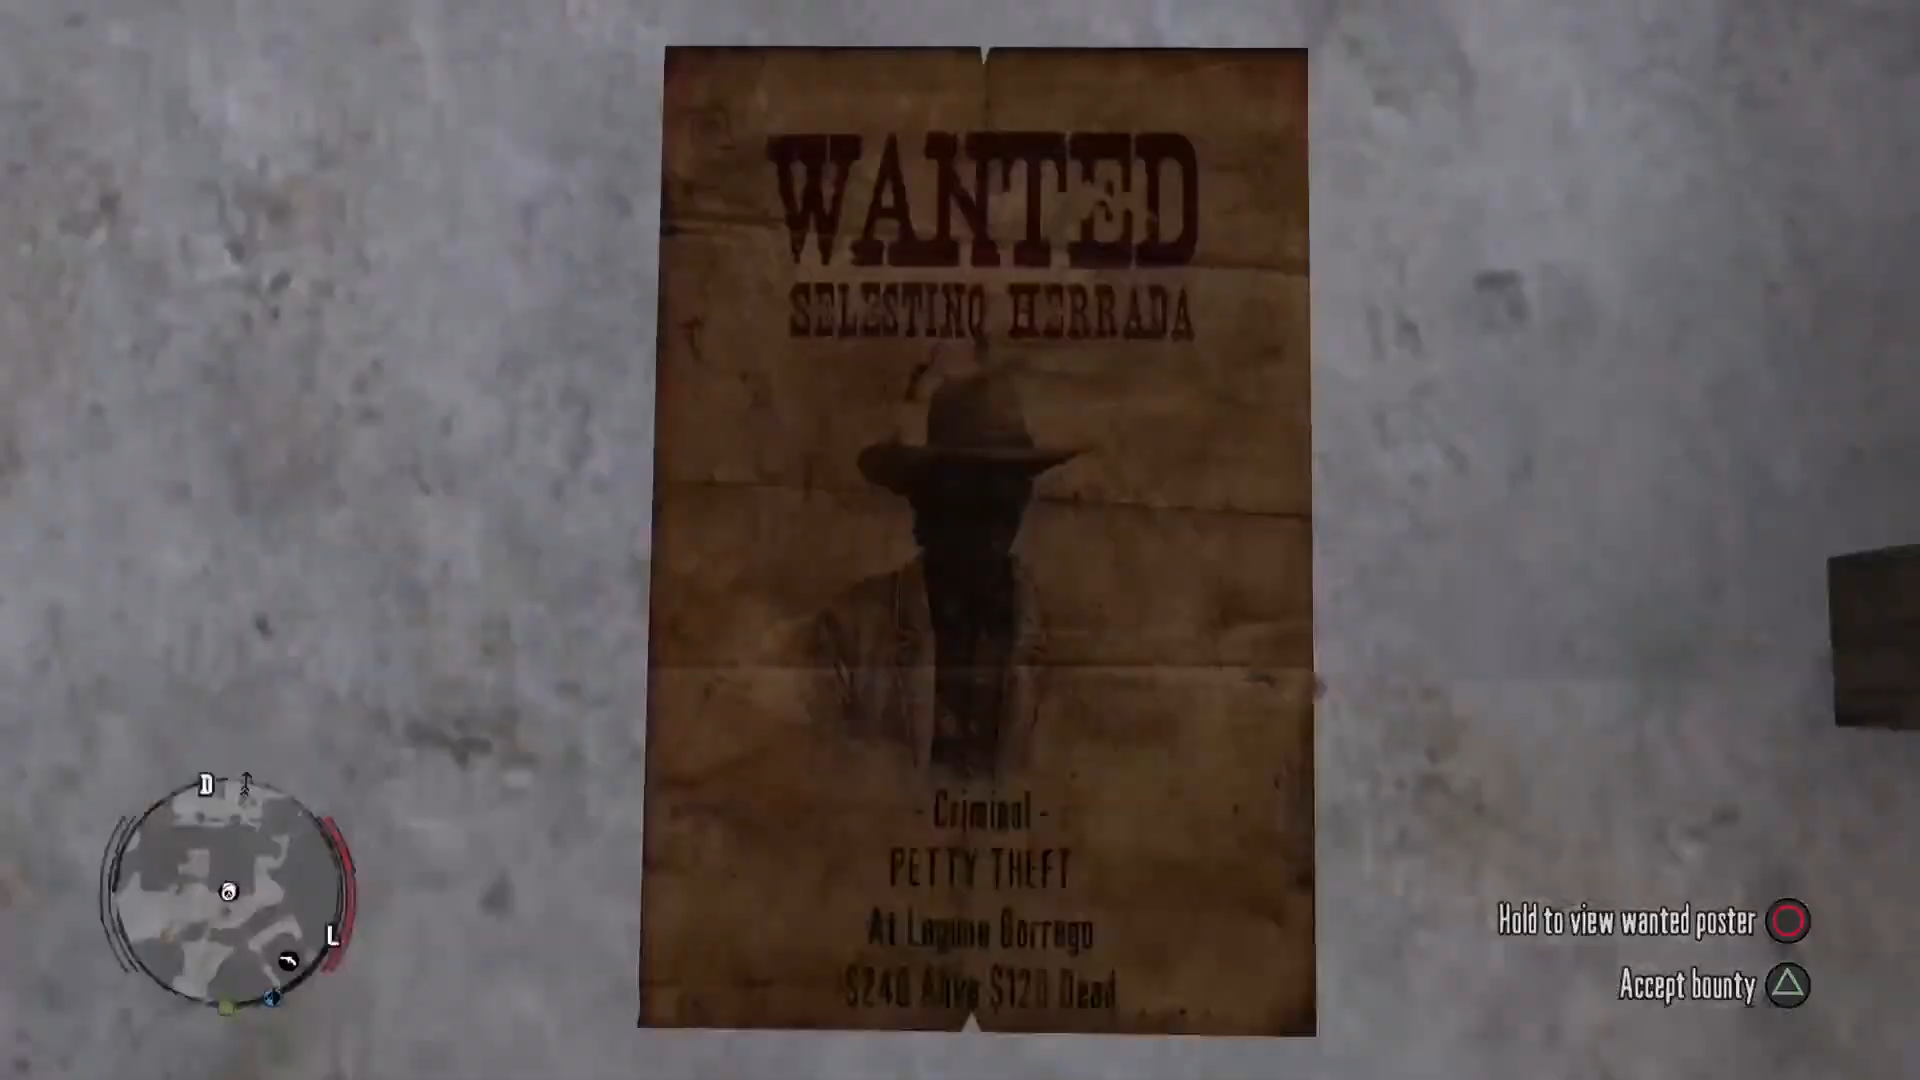 WANTED
SELESTINO HERRADA
- Criminal -
PETTY THEFT
At Laguna Borrego
$240 Alive $120 Dead
D
L
Hold to view wanted poster
Accept bounty